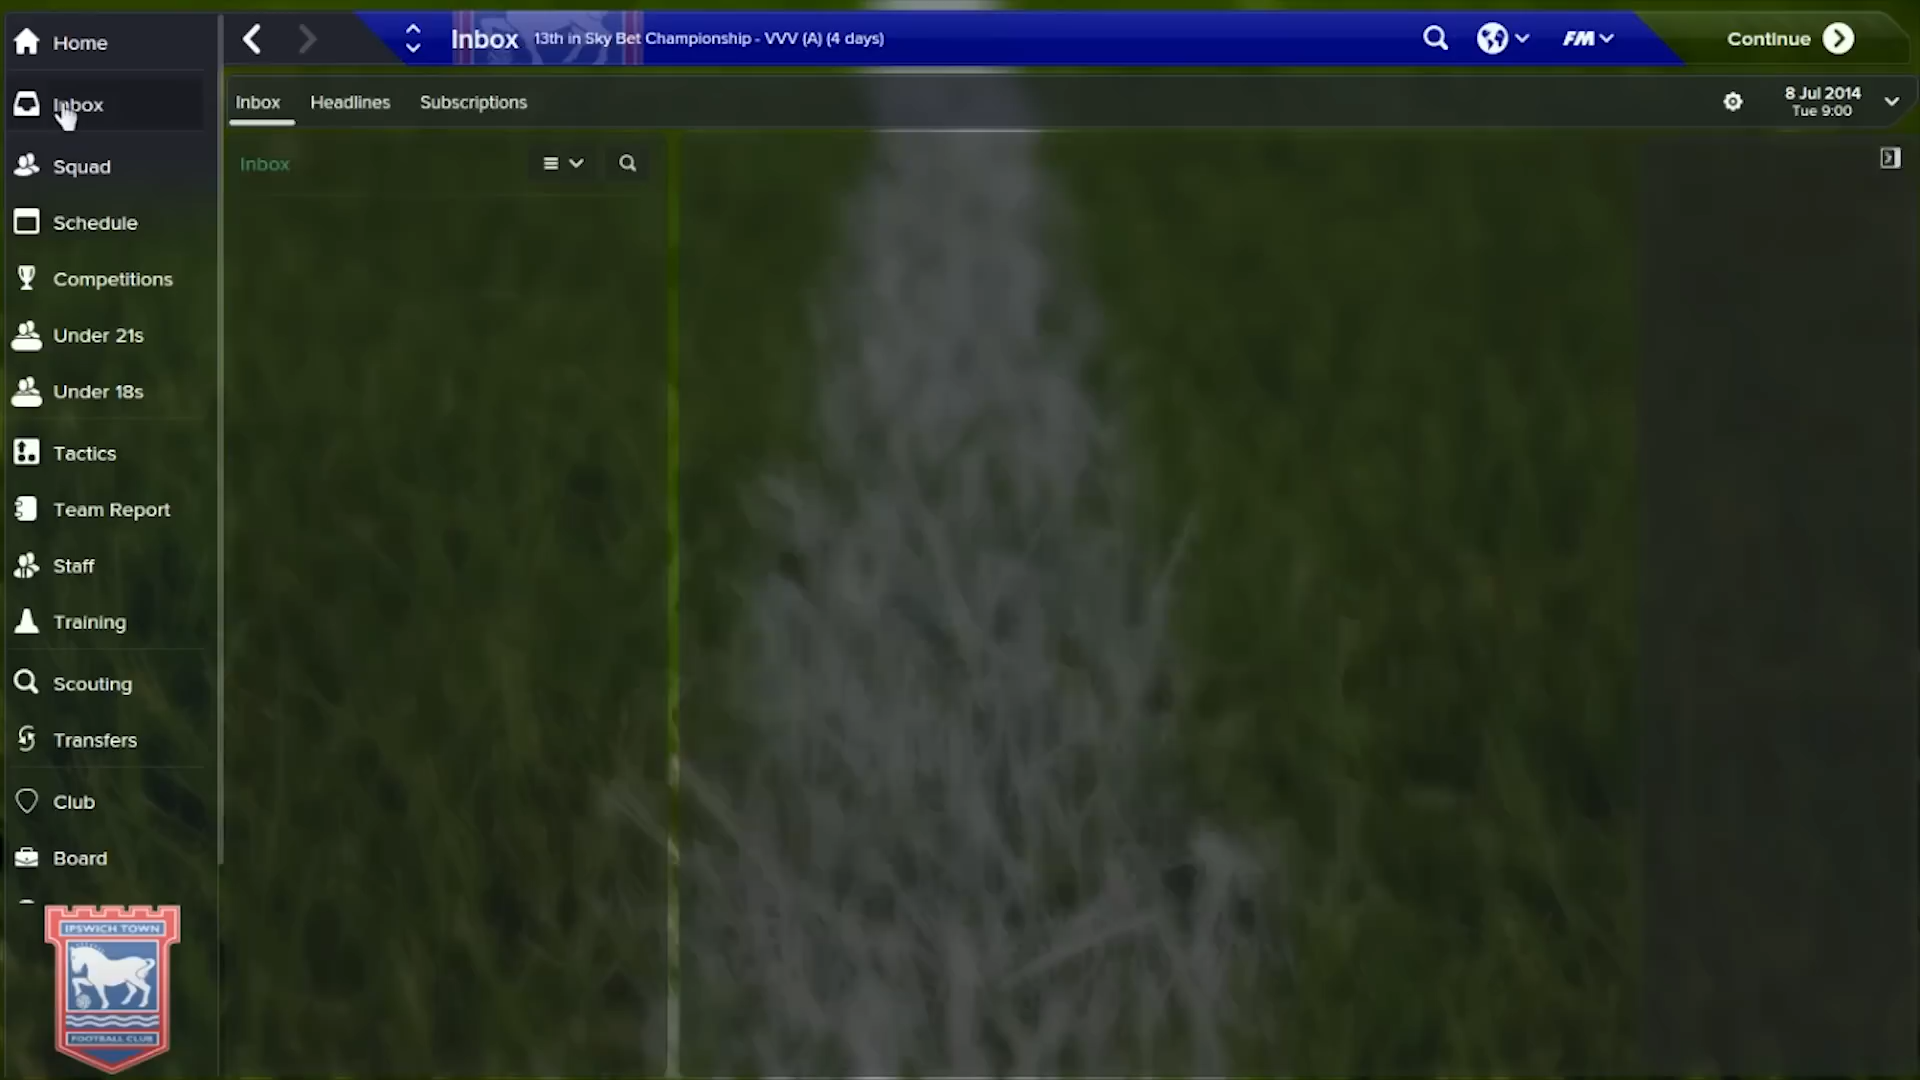 Home
Inbox
Squad
Schedule
Competitions
Under 21s
Under 18s
Tactics
Team Report
Staff
Training
Scouting
Transfers
Club
Board
IPSWICH TOWN
FOOTBALL CLUB
Inbox 13th in Sky Bet Championship - VVV (A) (4 days)
FM
Continue
Inbox Headlines Subscriptions
8 Jul 2014
Tue 9:00
Inbox